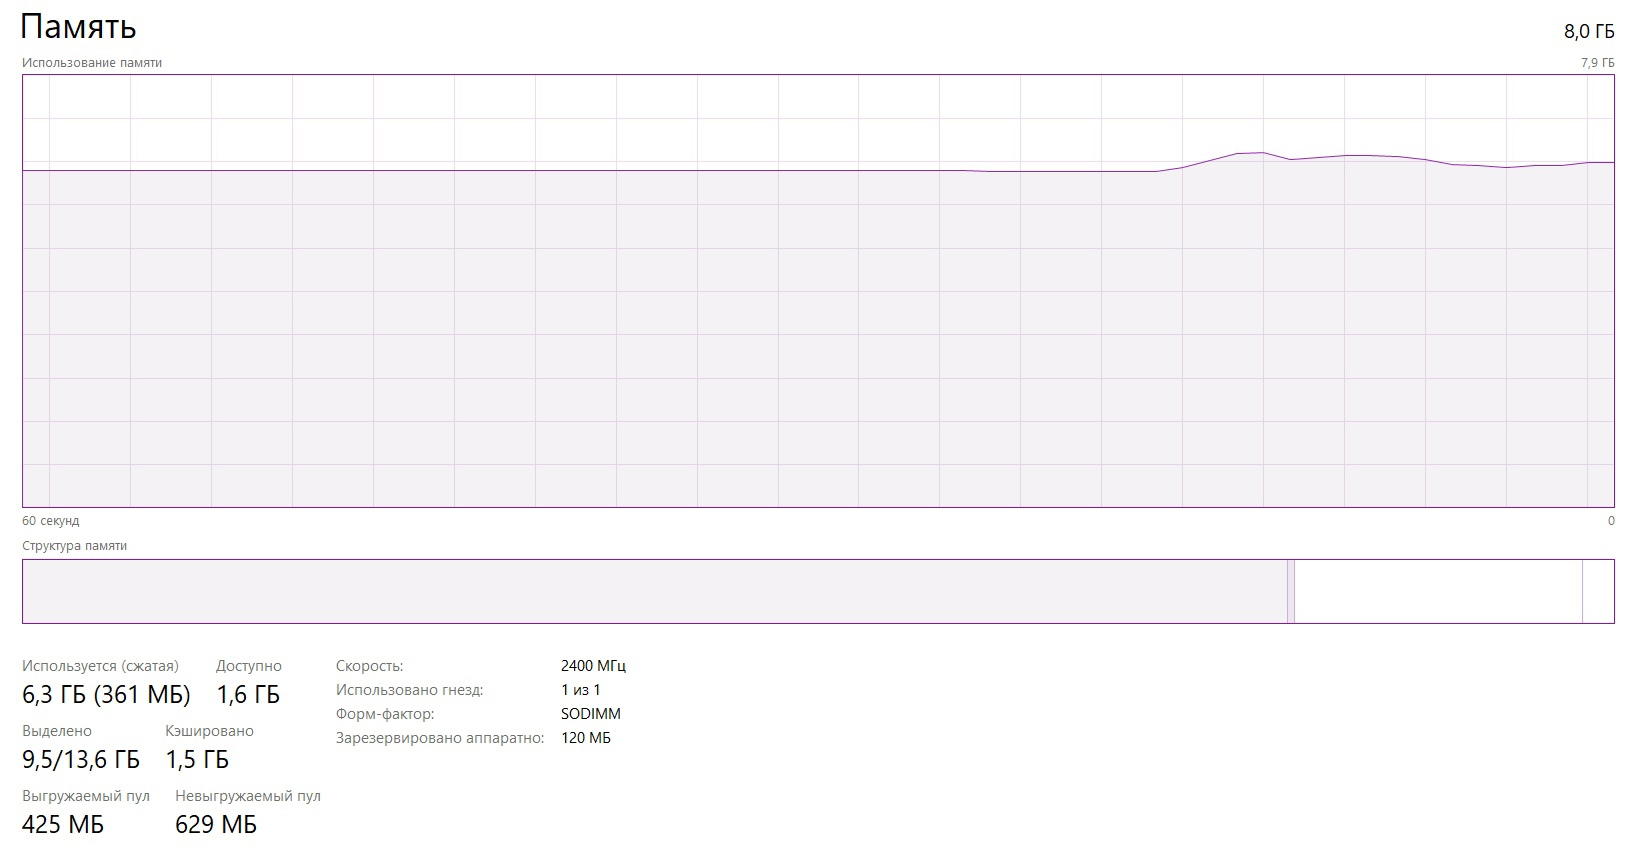 Память
8,0 ГБ
Использование памяти
7,9 ГБ
60 секунд
0
Структура памяти
Используется (сжатая)
6,3 ГБ (361 МБ)
Доступно
1,6 ГБ
Выделено
9,5/13,6 ГБ
Кэшировано
1,5 ГБ
Выгружаемый пул
425 МБ
Невыгружаемый пул
629 МБ
Скорость: 2400 МГц
Использовано гнезд: 1 из 1
Форм-фактор: SODIMM
Зарезервировано аппаратно: 120 МБ